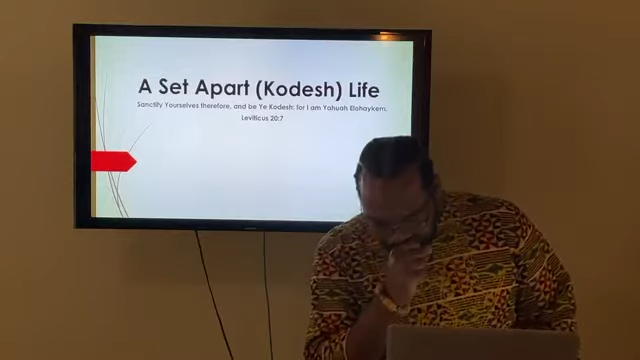 A Set Apart (Kodesh) Life
Sanctify Yourselves therefore, and be Ye Kodesh: for I am Yahuah Elohaykem.
Leviticus 20:7